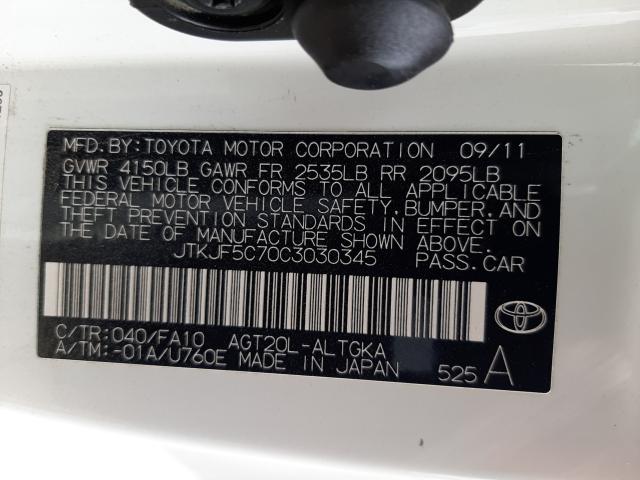 MFD. BY: TOYOTA MOTOR CORPORATION 09/11
GVWR 4150LB GAWR FR 2535LB RR 2095LB
THIS VEHICLE CONFORMS TO ALL APPLICABLE
FEDERAL MOTOR VEHICLE SAFETY, BUMPER, AND
THEFT PREVENTION STANDARDS IN EFFECT ON
THE DATE OF MANUFACTURE SHOWN ABOVE.
JTKJF5C70C3030345 PASS.CAR
C/TR: 040/FA10 AGT20L-ALTGKA
A/TM: -01A/U760E MADE IN JAPAN 525 A